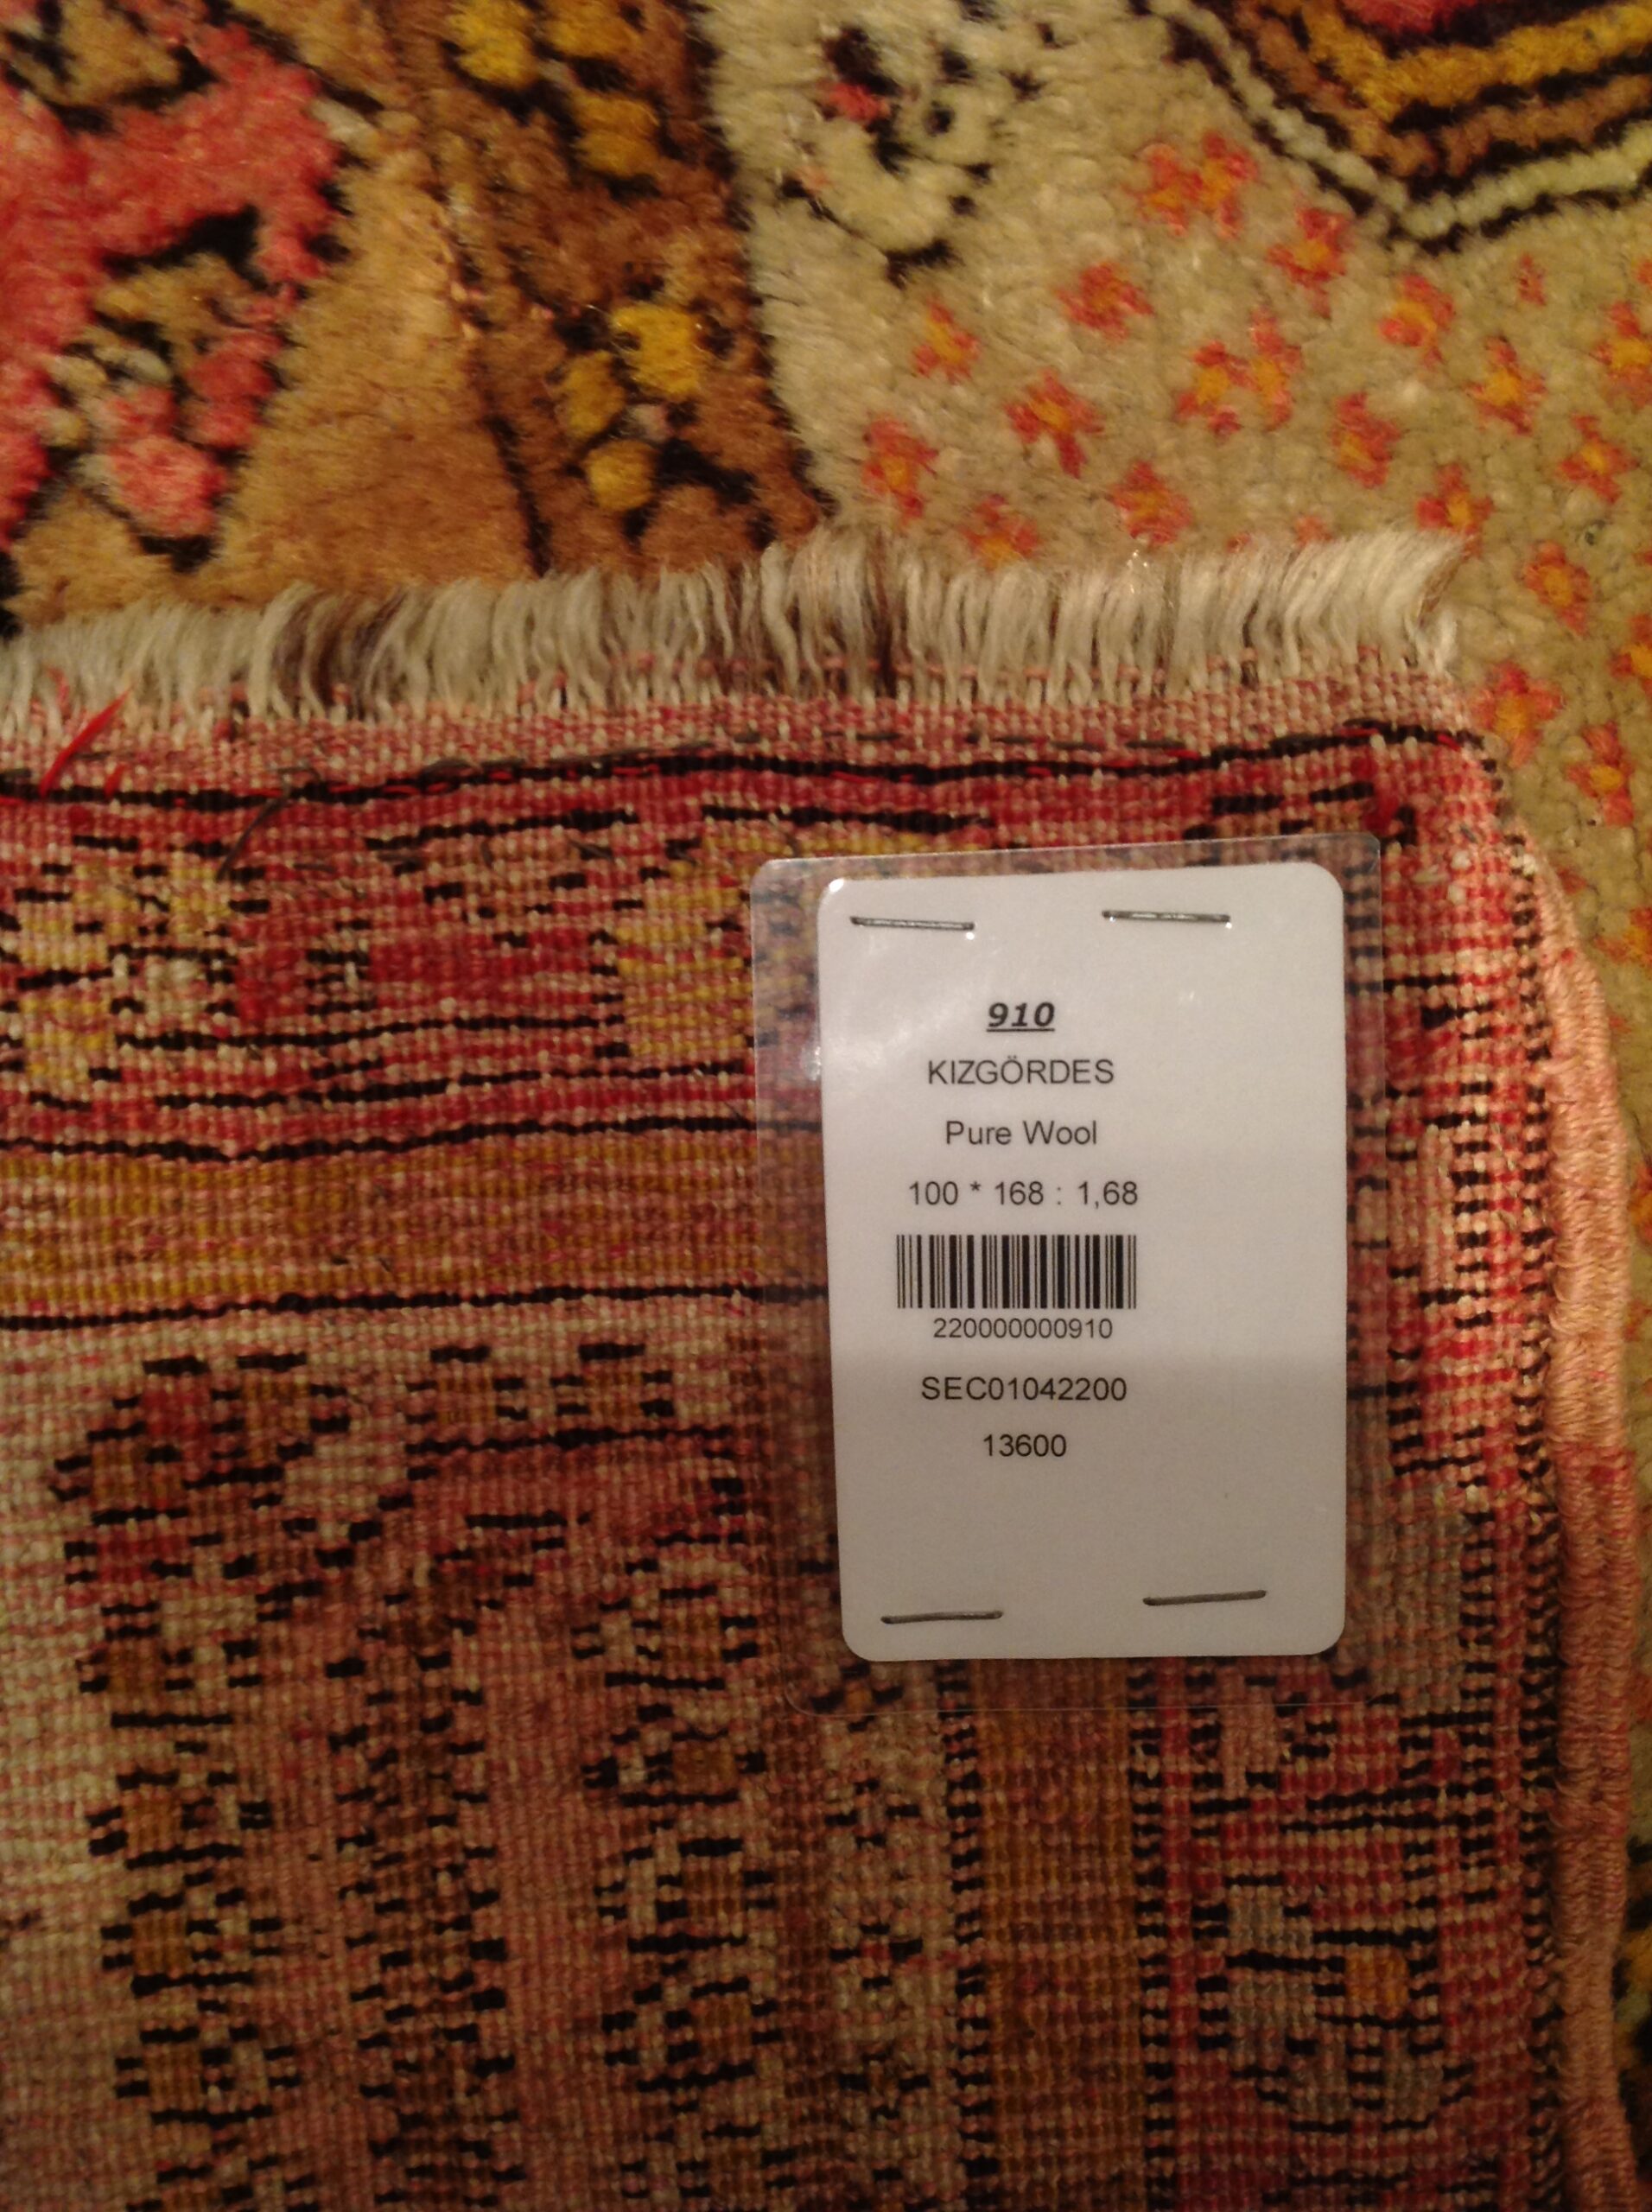 910
KIZGÖRDES
Pure Wool
100 * 168 : 1,68
220000000910
SEC01042200
13600